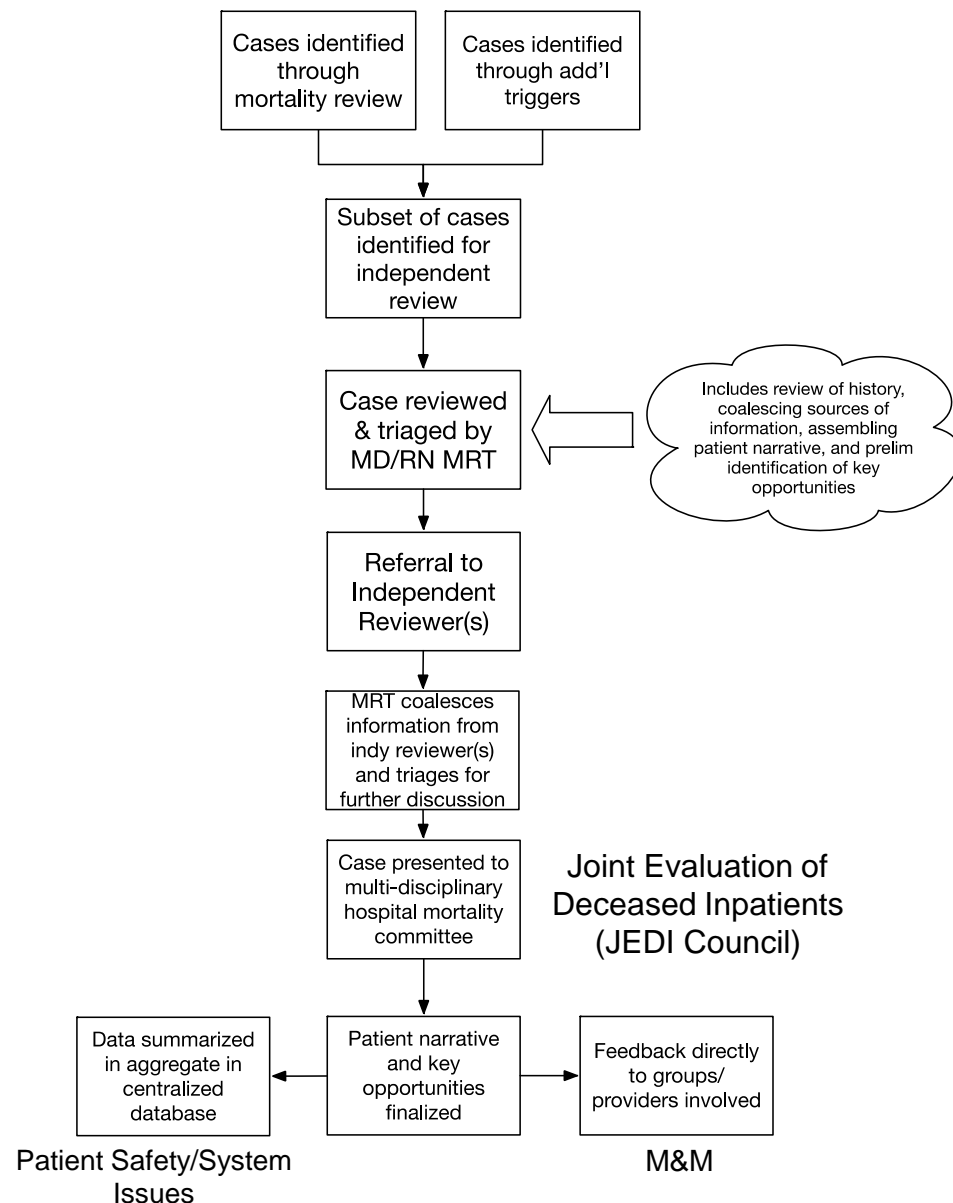 Cases identified
through
mortality review
Cases identified
through add'l
triggers
Subset of cases
identified for
independent
review
Case reviewed
& triaged by
MD/RN MRT
Includes review of history,
coalescing sources of
information, assembling
patient narrative, and prelim
identification of key
opportunities
Referral to
Independent
Reviewer(s)
MRT coalesces
information from
indy reviewer(s)
and triages for
further discussion
Case presented to
multi-disciplinary
hospital mortality
committee
Joint Evaluation of
Deceased Inpatients
(JEDI Council)
Data summarized
in aggregate in
centralized
database
Patient narrative
and key
opportunities
finalized
Feedback directly
to groups/
providers involved
Patient Safety/System
Issues
M&M